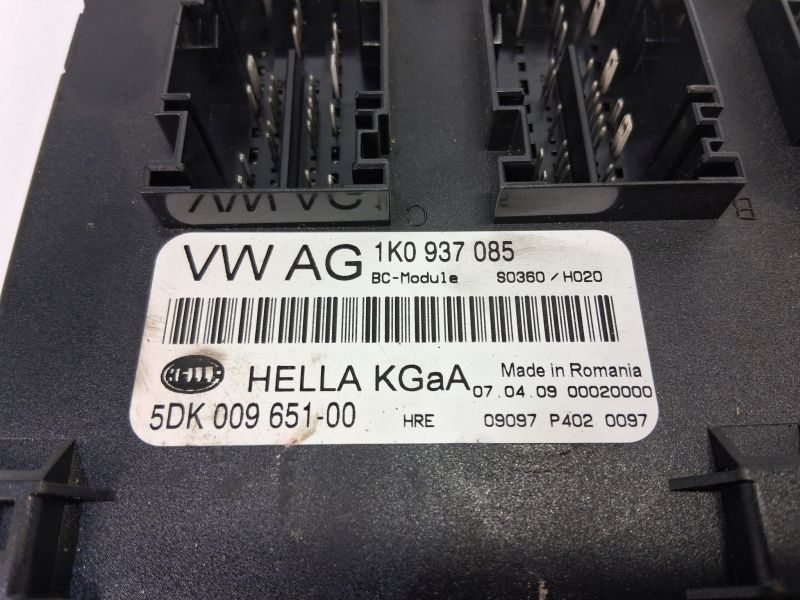 C
B
VW AG 1K0 937 085
BC-Module S0360/H020
HELLA
HELLA KGaA Made in Romania
07.04.09 00020000
5DK 009 651-00 HRE 09097 P402 0097